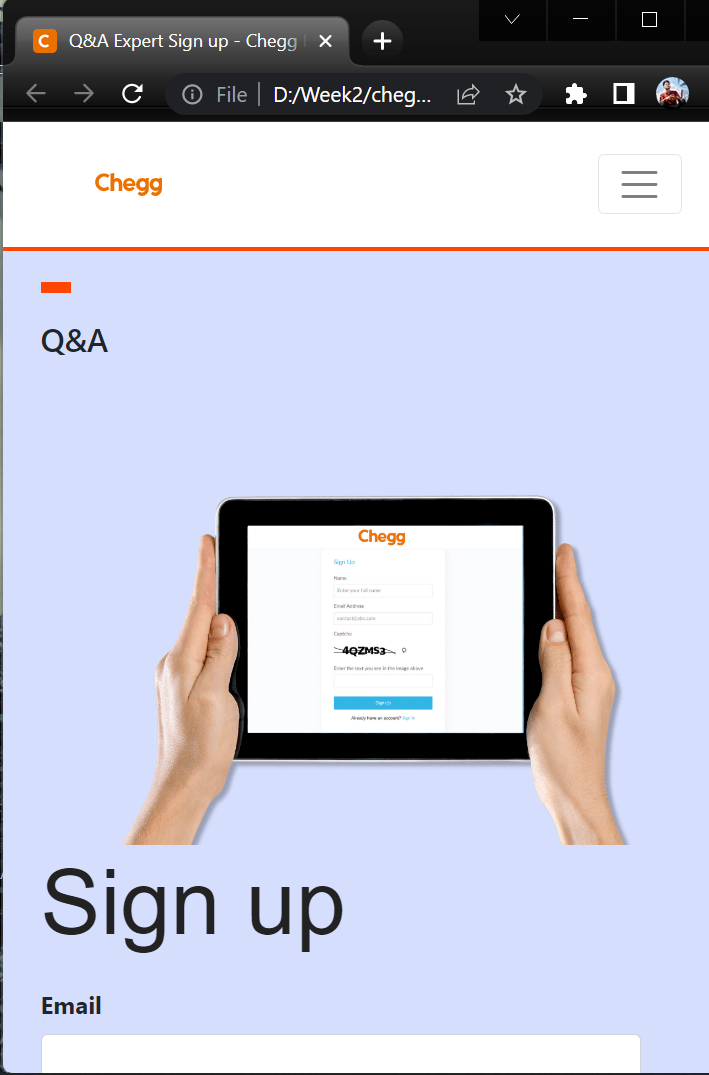 Q&A Expert Sign up - Chegg
File
D:/Week2/cheg...
Chegg
Q&A
Chegg
Sign Up
Name
Enter your full name
Email Address
contact@abc.com
Captcha
4QZMS3
Enter the text you see in the image above
Sign up
Already have an account? Sign in
Sign up
Email